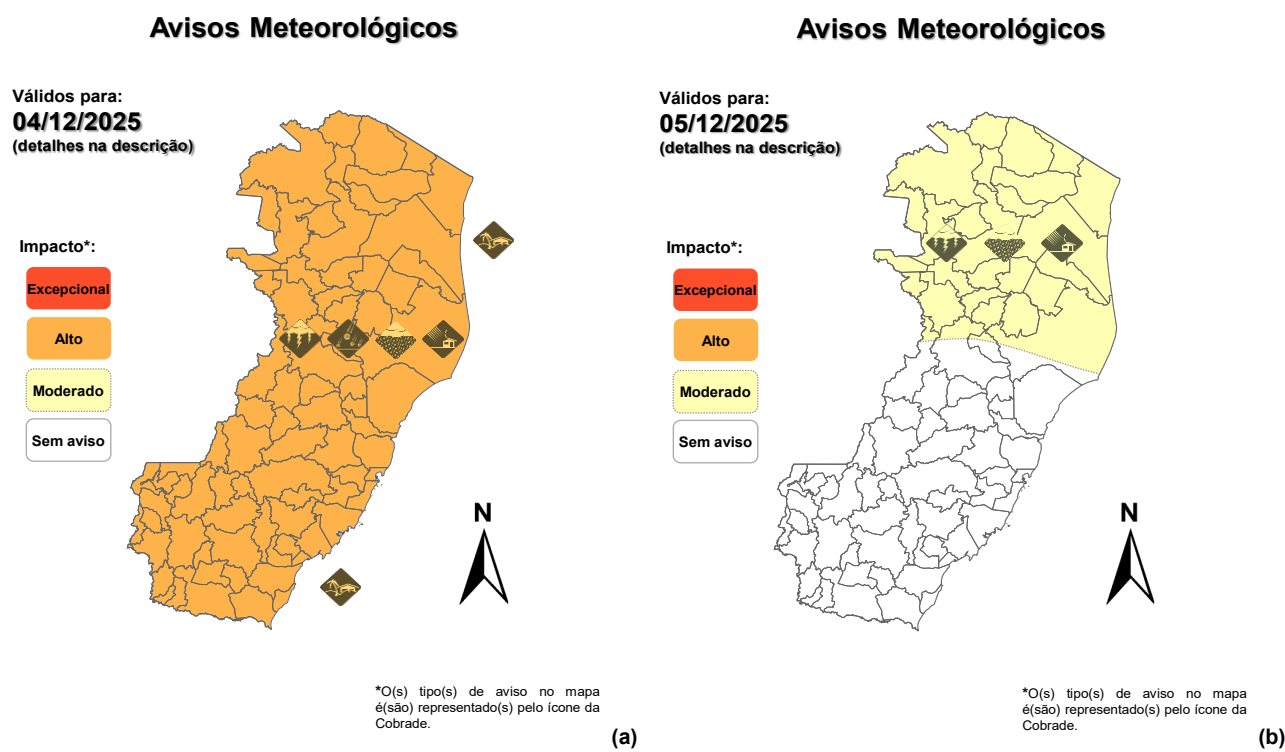 Avisos Meteorológicos
Válidos para:
04/12/2025
(detalhes na descrição)
Impacto*:
Excepcional
Alto
Moderado
Sem aviso
N
*O(s) tipo(s) de aviso no mapa
é(são) representado(s) pelo ícone da
Cobrade.
(a)
Avisos Meteorológicos
Válidos para:
05/12/2025
(detalhes na descrição)
Impacto*:
Excepcional
Alto
Moderado
Sem aviso
N
*O(s) tipo(s) de aviso no mapa
é(são) representado(s) pelo ícone da
Cobrade.
(b)